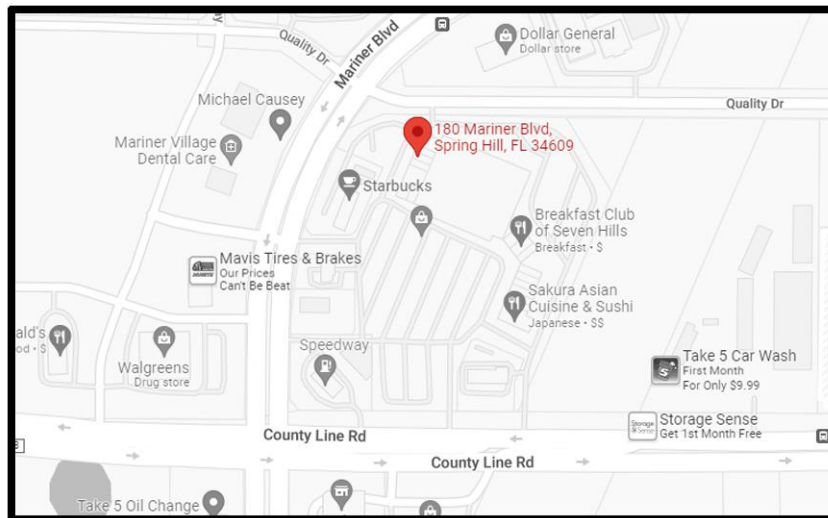 Quality Dr
Mariner Blvd
Dollar General
Dollar store
Michael Causey
Quality Dr
180 Mariner Blvd,
Spring Hill, FL 34609
Mariner Village
Dental Care
Starbucks
Breakfast Club
of Seven Hills
Breakfast • $
Mavis Tires & Brakes
Our Prices
Can't Be Beat
Sakura Asian
Cuisine & Sushi
Japanese • $$
ald's
od • $
Walgreens
Drug store
Speedway
Take 5 Car Wash
First Month
For Only $9.99
Storage Sense
Get 1st Month Free
County Line Rd
County Line Rd
Take 5 Oil Change